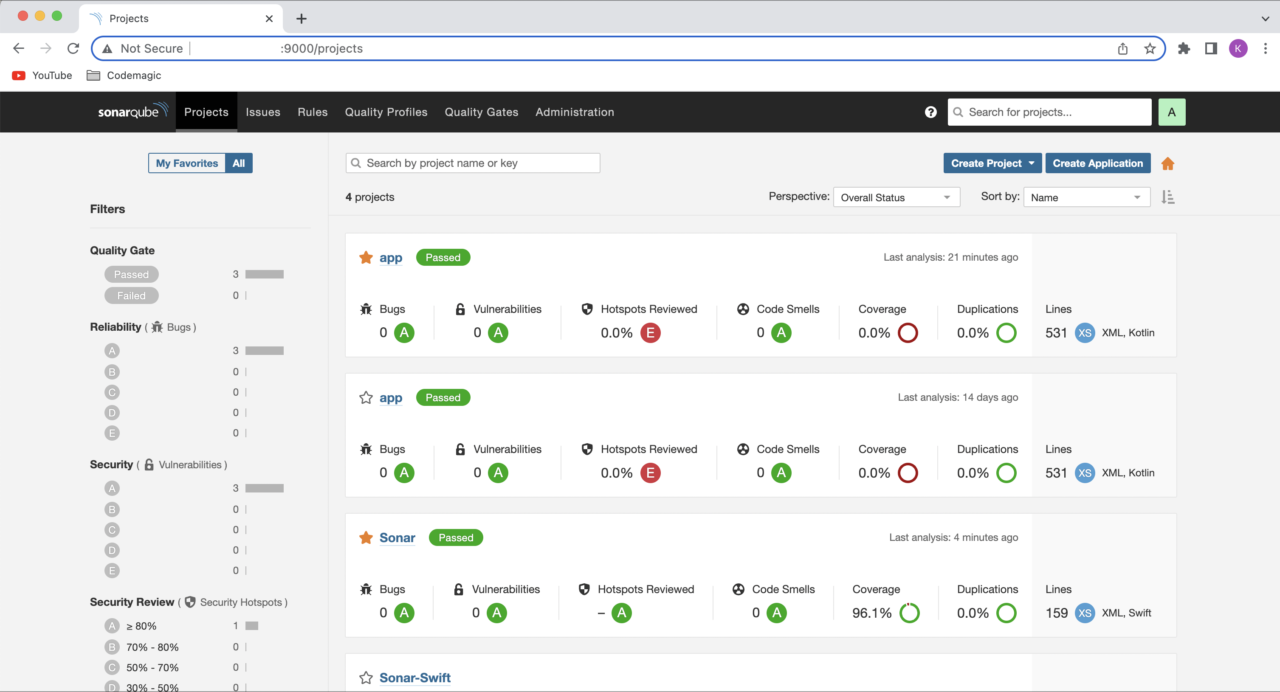 Projects
Not Secure
:9000/projects
K
YouTube
Codemagic
sonarqube
Projects
Issues
Rules
Quality Profiles
Quality Gates
Administration
?
Search for projects...
A
My Favorites
All
Search by project name or key
Create Project
Create Application
4 projects
Perspective:
Overall Status
Sort by:
Name
Filters
Quality Gate
Passed 3
Failed 0
Reliability ( Bugs )
A 3
B 0
C 0
D 0
E 0
Security ( Vulnerabilities )
A 3
B 0
C 0
D 0
E 0
Security Review ( Security Hotspots )
A ≥ 80% 1
B 70% - 80% 0
C 50% - 70% 0
D 30% - 50% 0
app Passed
Last analysis: 21 minutes ago
Bugs Vulnerabilities Hotspots Reviewed Code Smells Coverage Duplications Lines
0 A 0 A 0.0% E 0 A 0.0% 0.0% 531 XS XML, Kotlin
app Passed
Last analysis: 14 days ago
Bugs Vulnerabilities Hotspots Reviewed Code Smells Coverage Duplications Lines
0 A 0 A 0.0% E 0 A 0.0% 0.0% 531 XS XML, Kotlin
Sonar Passed
Last analysis: 4 minutes ago
Bugs Vulnerabilities Hotspots Reviewed Code Smells Coverage Duplications Lines
0 A 0 A – A 0 A 96.1% 0.0% 159 XS XML, Swift
Sonar-Swift